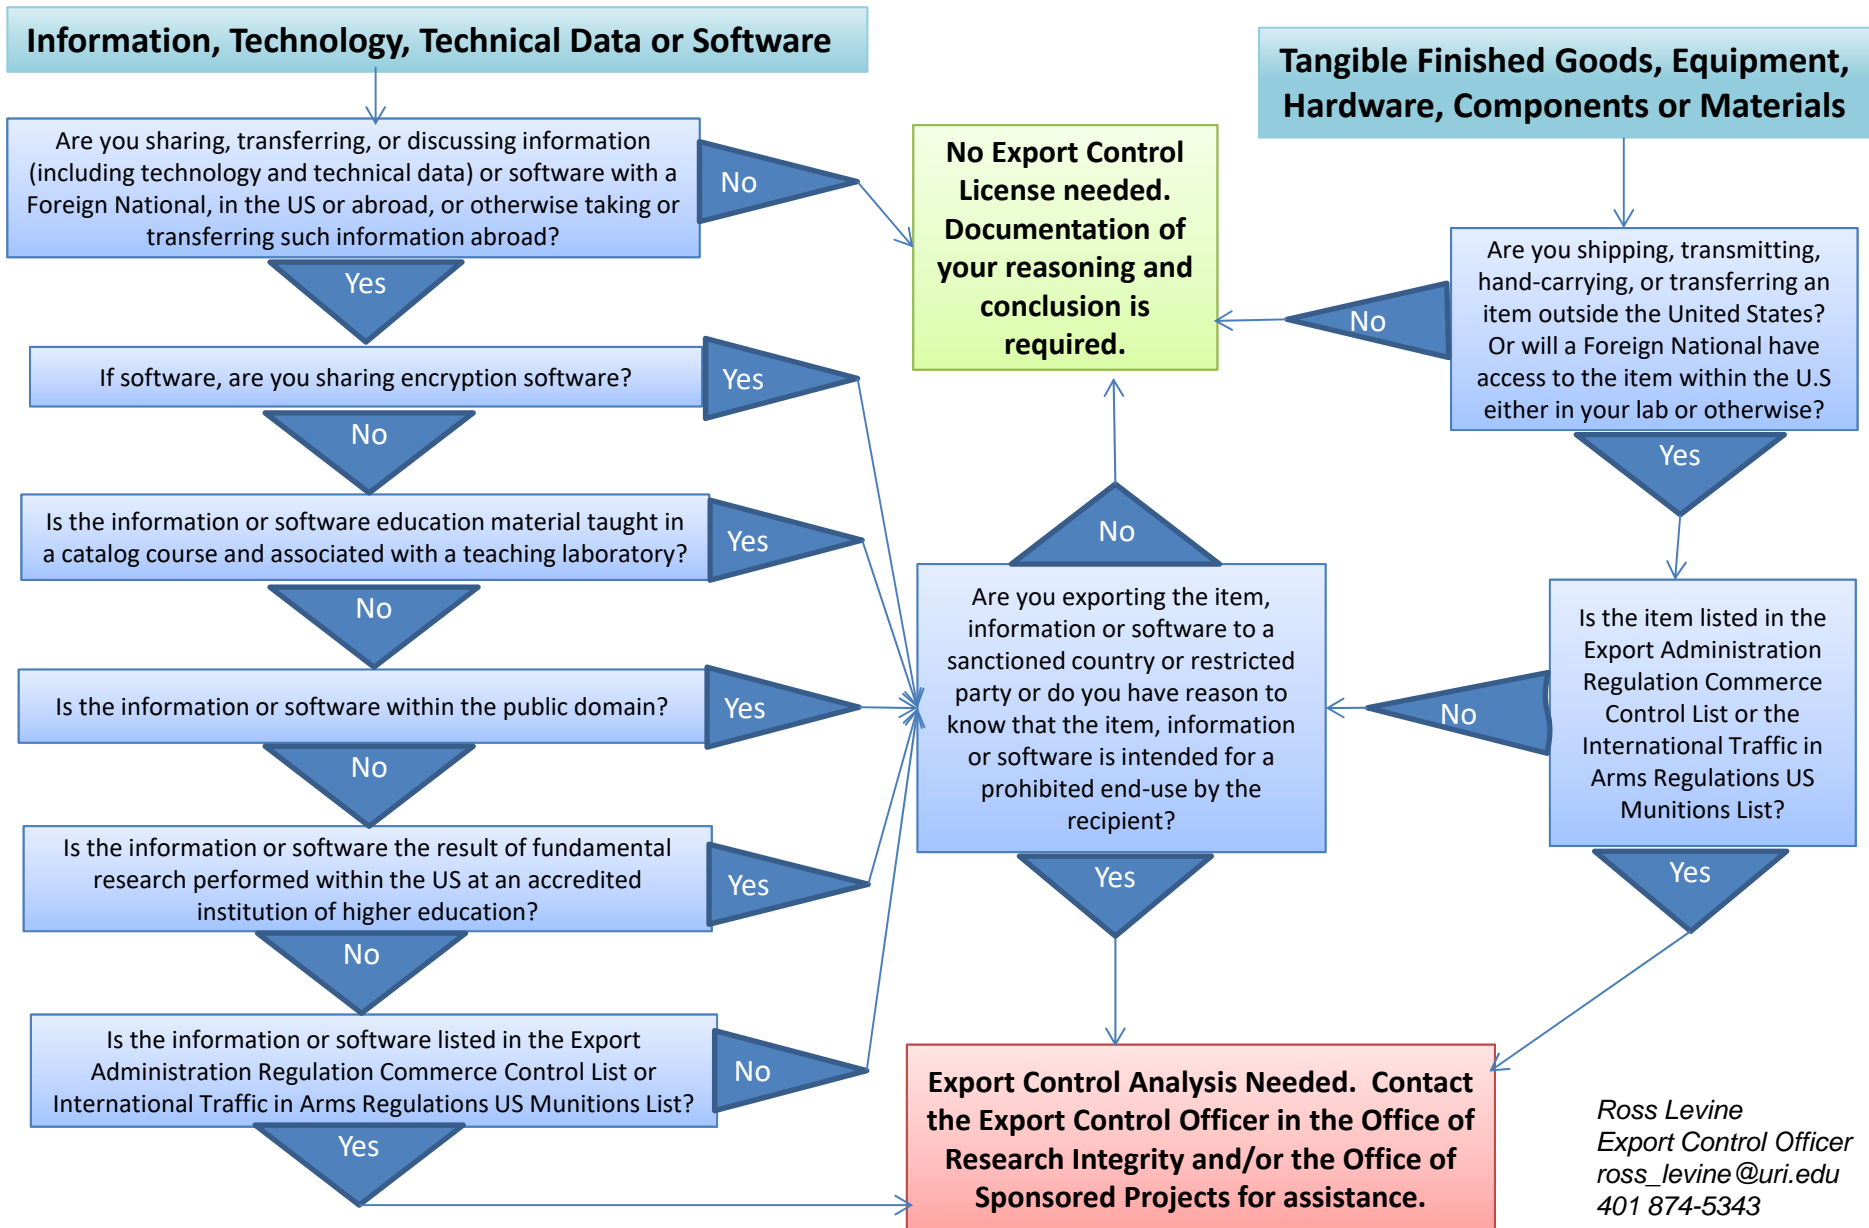 Information, Technology, Technical Data or Software
Are you sharing, transferring, or discussing information
(including technology and technical data) or software with a
Foreign National, in the US or abroad, or otherwise taking or
transferring such information abroad?
No
Yes
If software, are you sharing encryption software?
Yes
No
Is the information or software education material taught in
a catalog course and associated with a teaching laboratory?
Yes
No
Is the information or software within the public domain?
Yes
No
Is the information or software the result of fundamental
research performed within the US at an accredited
institution of higher education?
Yes
No
Is the information or software listed in the Export
Administration Regulation Commerce Control List or
International Traffic in Arms Regulations US Munitions List?
No
Yes
No Export Control
License needed.
Documentation of
your reasoning and
conclusion is
required.
No
Are you exporting the item,
information or software to a
sanctioned country or restricted
party or do you have reason to
know that the item, information
or software is intended for a
prohibited end-use by the
recipient?
Yes
Export Control Analysis Needed.  Contact
the Export Control Officer in the Office of
Research Integrity and/or the Office of
Sponsored Projects for assistance.
Tangible Finished Goods, Equipment,
Hardware, Components or Materials
Are you shipping, transmitting,
hand-carrying, or transferring an
item outside the United States?
Or will a Foreign National have
access to the item within the U.S
either in your lab or otherwise?
No
Yes
Is the item listed in the
Export Administration
Regulation Commerce
Control List or the
International Traffic in
Arms Regulations US
Munitions List?
No
Yes
Ross Levine
Export Control Officer
ross_levine@uri.edu
401 874-5343